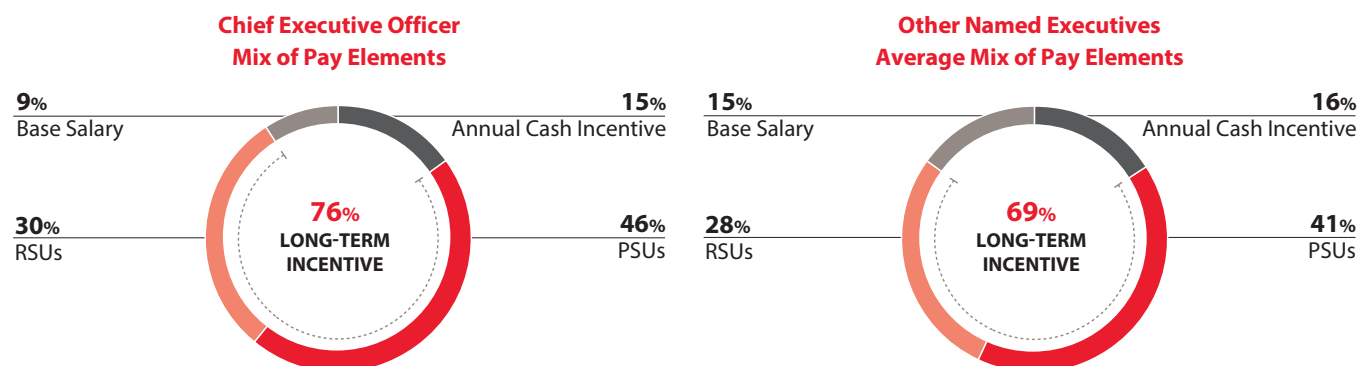 Chief Executive Officer
Mix of Pay Elements
9%
Base Salary
15%
Annual Cash Incentive
30%
RSUs
76%
LONG-TERM
INCENTIVE
46%
PSUs
Other Named Executives
Average Mix of Pay Elements
15%
Base Salary
16%
Annual Cash Incentive
28%
RSUs
69%
LONG-TERM
INCENTIVE
41%
PSUs